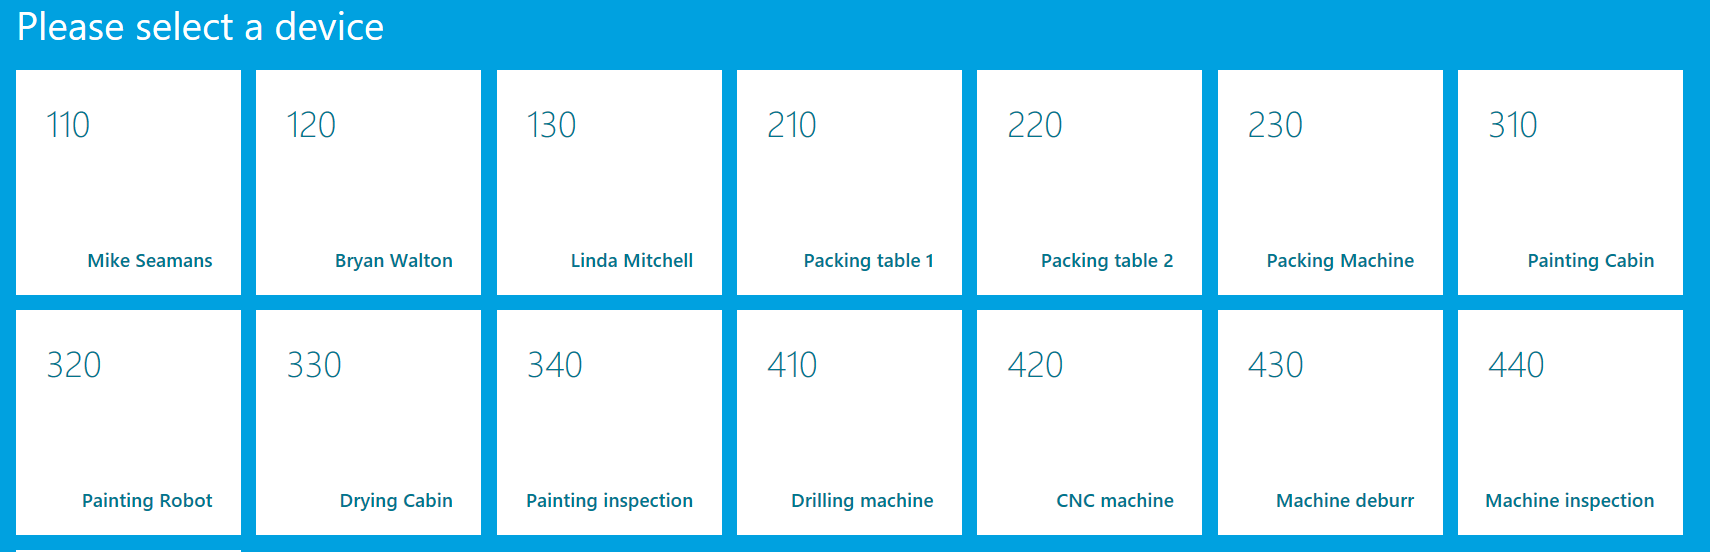 Please select a device
110
120
130
210
220
230
310
Mike Seamans
Bryan Walton
Linda Mitchell
Packing table 1
Packing table 2
Packing Machine
Painting Cabin
320
330
340
410
420
430
440
Painting Robot
Drying Cabin
Painting inspection
Drilling machine
CNC machine
Machine deburr
Machine inspection